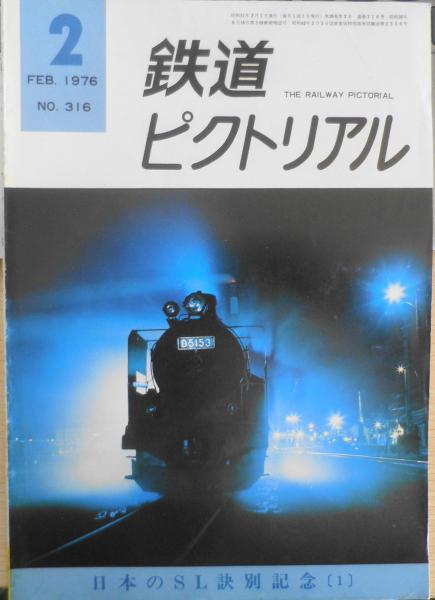 2
FEB. 1976
NO. 316
鉄道
THE RAILWAY PICTORIAL
ピクトリアル
D5153
日本のSL訣別記念〔1〕